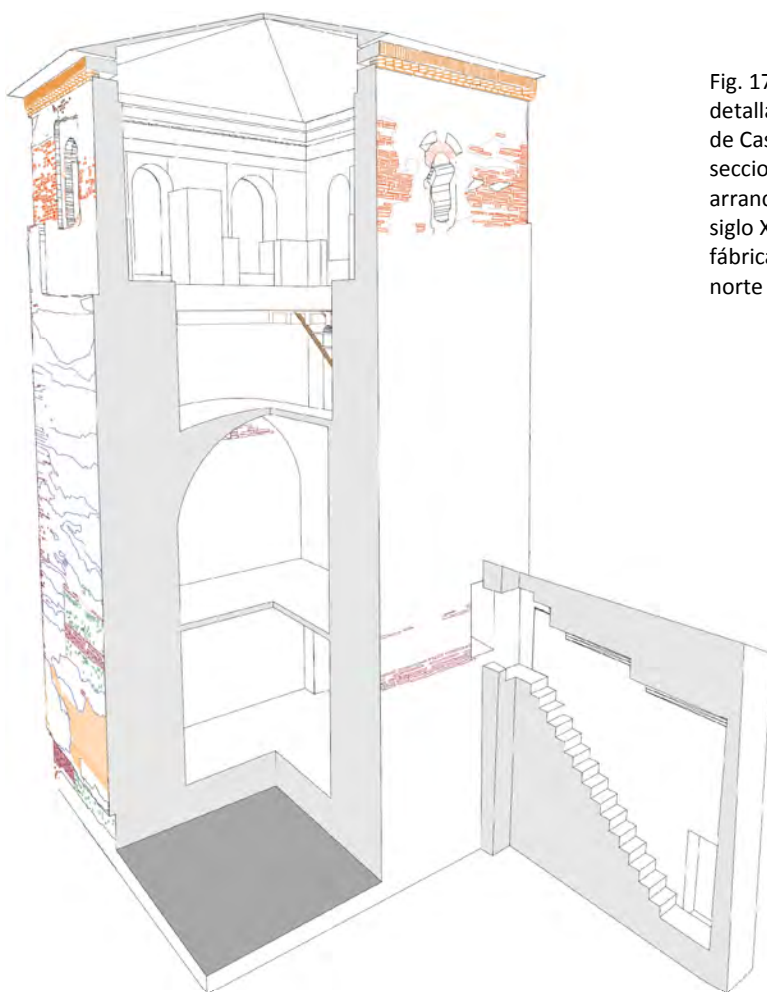 Fig. 17
detalla
de Cas
seccio
arranc
siglo X
fábrica
norte